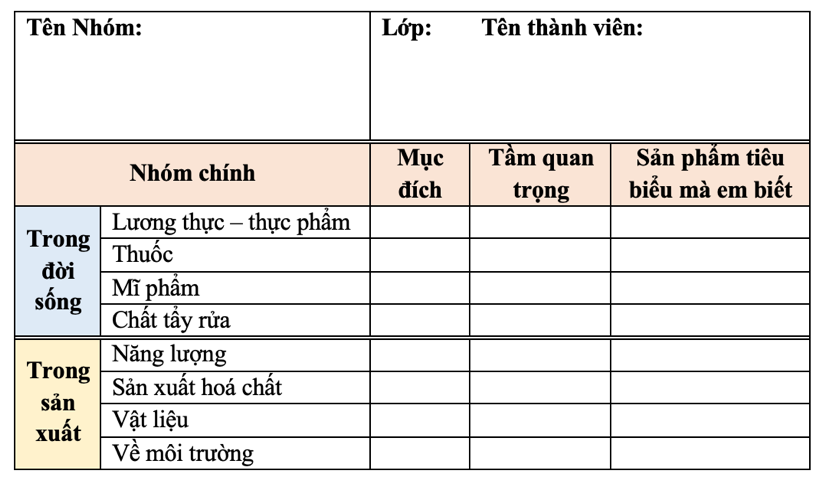 Tên Nhóm:
Lớp: Tên thành viên:
Nhóm chính
Mục
đích
Tầm quan
trọng
Sản phẩm tiêu
biểu mà em biết
Trong
đời
sống
Lương thực – thực phẩm
Thuốc
Mĩ phẩm
Chất tẩy rửa
Trong
sản
xuất
Năng lượng
Sản xuất hoá chất
Vật liệu
Về môi trường